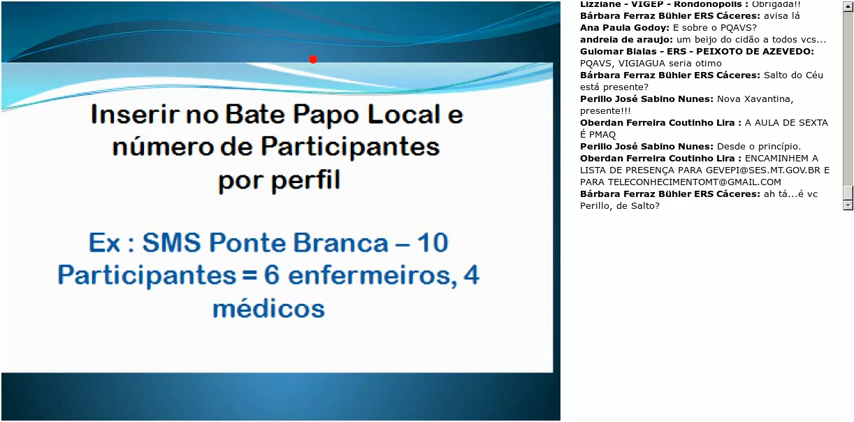 Inserir no Bate Papo Local e
número de Participantes
por perfil
Ex : SMS Ponte Branca – 10
Participantes = 6 enfermeiros, 4
médicos
Lizziane - VIGEP - Rondonopolis : Obrigada!!
Bárbara Ferraz Bühler ERS Cáceres: avisa lá
Ana Paula Godoy: E sobre o PQAVS?
andreia de araujo: um beijo do cidão a todos vcs...
Guiomar Bialas - ERS - PEIXOTO DE AZEVEDO:
PQAVS, VIGIAGUA seria otimo
Bárbara Ferraz Bühler ERS Cáceres: Salto do Céu
está presente?
Perillo José Sabino Nunes: Nova Xavantina,
presente!!!
Oberdan Ferreira Coutinho Lira : A AULA DE SEXTA
É PMAQ
Perillo José Sabino Nunes: Desde o princípio.
Oberdan Ferreira Coutinho Lira : ENCAMINHEM A
LISTA DE PRESENÇA PARA GEVEPI@SES.MT.GOV.BR E
PARA TELECONHECIMENTOMT@GMAIL.COM
Bárbara Ferraz Bühler ERS Cáceres: ah tá...é vc
Perillo, de Salto?